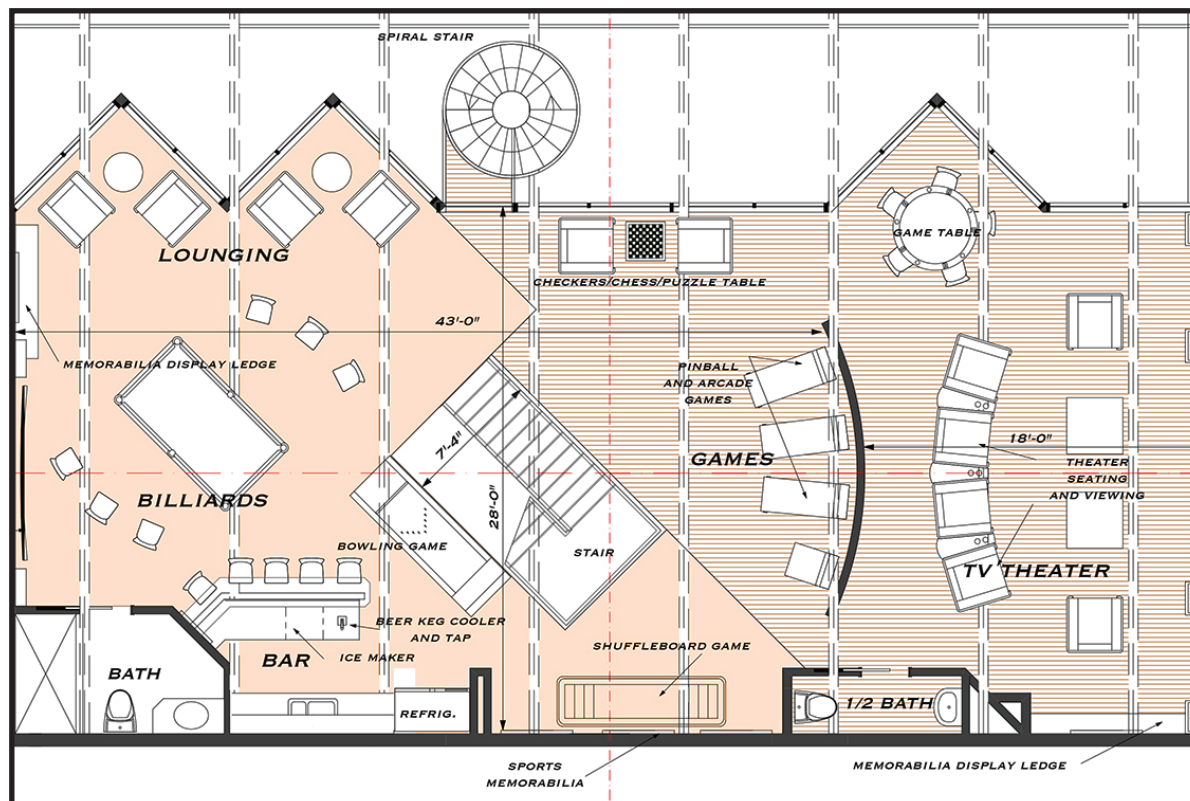 SPIRAL STAIR
GAME TABLE
LOUNGING
CHECKERS/CHESS/PUZZLE TABLE
43'-0"
MEMORABILIA DISPLAY LEDGE
PINBALL
AND ARCADE
GAMES
7'-4"
18'-0"
GAMES
THEATER
SEATING
AND VIEWING
BILLIARDS
28'-0"
BOWLING GAME
STAIR
TV THEATER
BEER KEG COOLER
AND TAP
SHUFFLEBOARD GAME
ICE MAKER
BAR
BATH
1/2 BATH
REFRIG.
SPORTS
MEMORABILIA
MEMORABILIA DISPLAY LEDGE